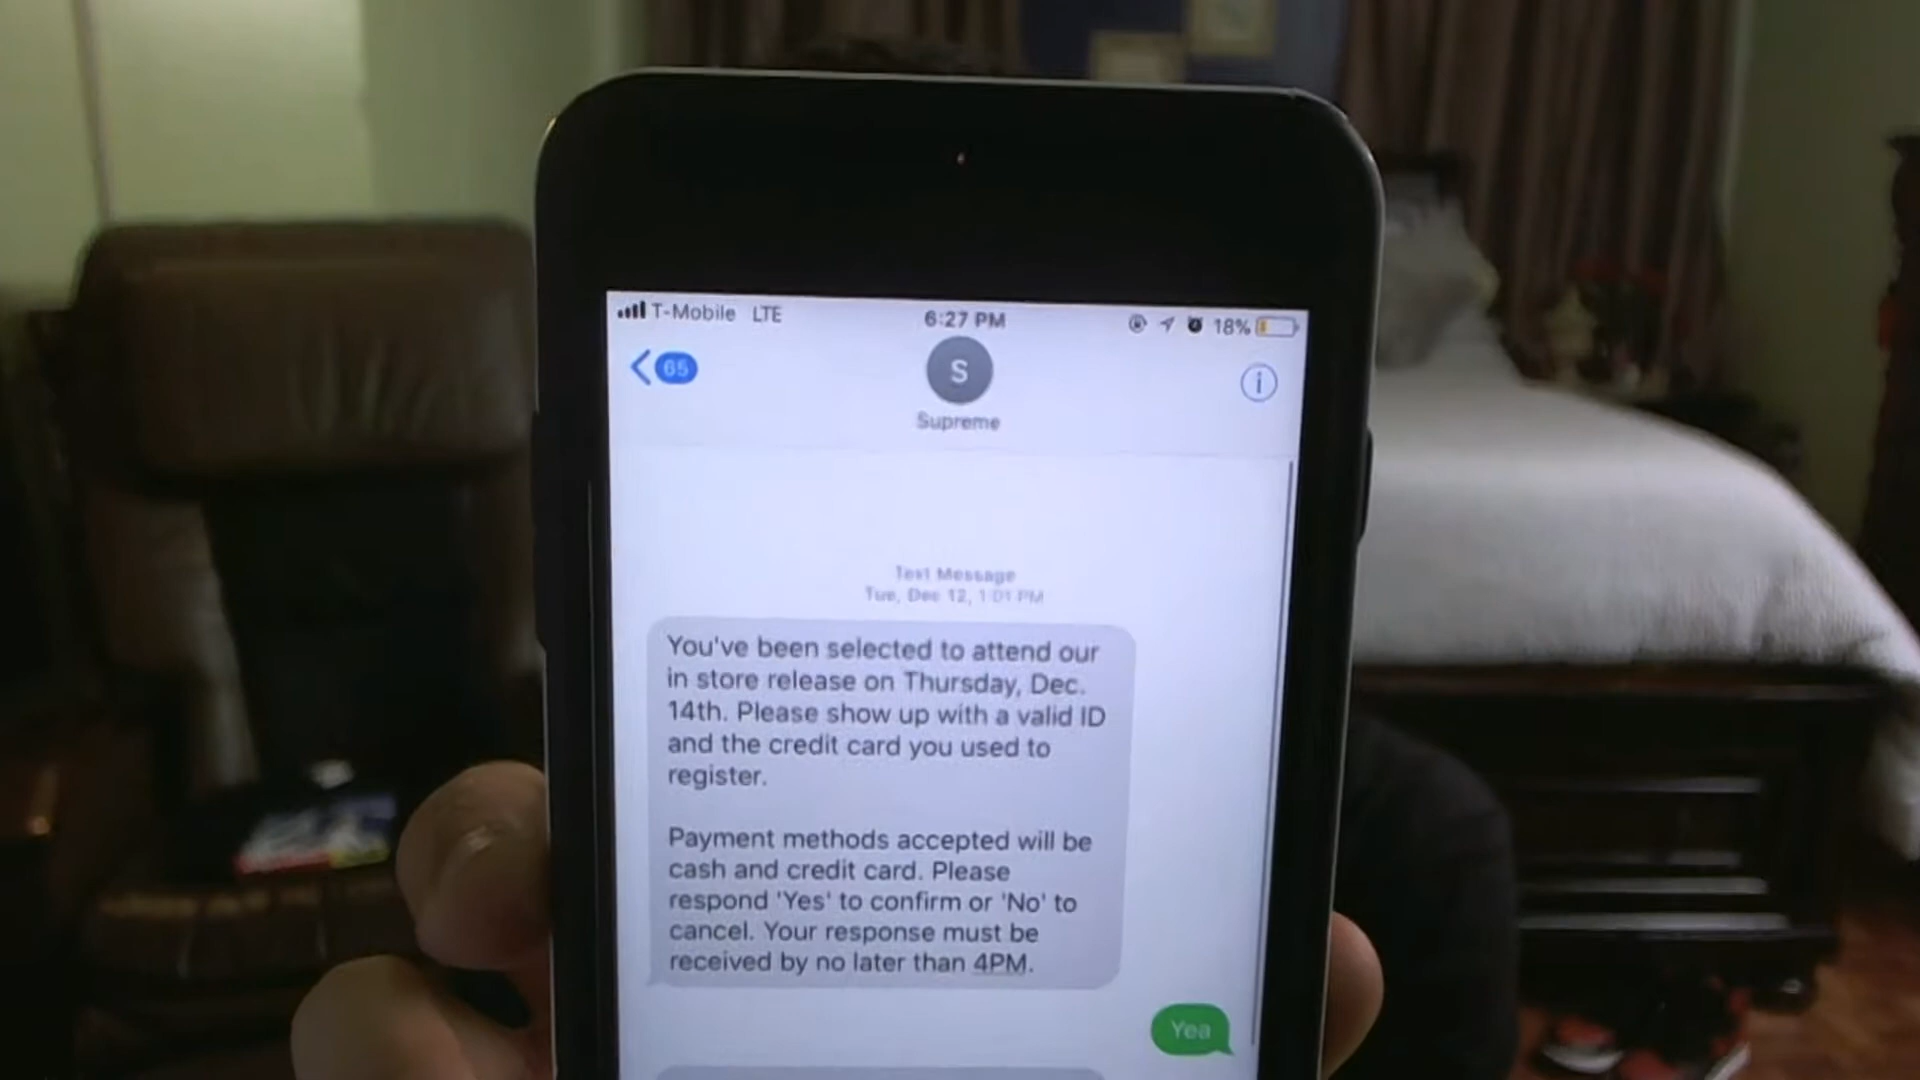 T-Mobile LTE 6:27 PM 18%
65
S
Supreme
Text Message
Tue, Dec 12, 1:01 PM
You've been selected to attend our
in store release on Thursday, Dec.
14th. Please show up with a valid ID
and the credit card you used to
register.
Payment methods accepted will be
cash and credit card. Please
respond 'Yes' to confirm or 'No' to
cancel. Your response must be
received by no later than 4PM.
Yea